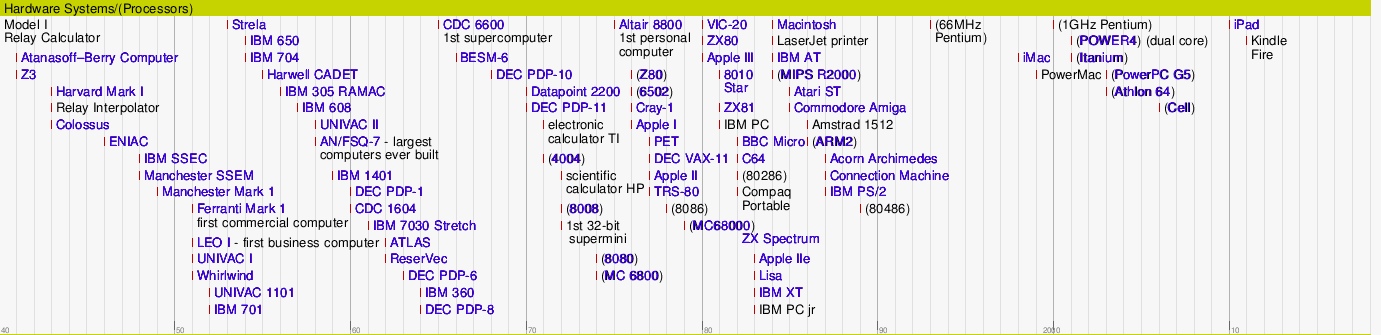 Hardware Systems/(Processors)
Model I
Relay Calculator
Strela
CDC 6600
1st supercomputer
Altair 8800
1st personal
computer
VIC-20
Macintosh
(66MHz
Pentium)
(1GHz Pentium)
iPad
IBM 650
ZX80
LaserJet printer
(POWER4) (dual core)
Kindle
Fire
Atanasoff–Berry Computer
IBM 704
BESM-6
Apple III
IBM AT
iMac
(Itanium)
Z3
Harwell CADET
DEC PDP-10
(Z80)
8010
Star
(MIPS R2000)
PowerMac
(PowerPC G5)
Harvard Mark I
IBM 305 RAMAC
Datapoint 2200
(6502)
Atari ST
(Athlon 64)
Relay Interpolator
IBM 608
DEC PDP-11
Cray-1
ZX81
Commodore Amiga
(Cell)
Colossus
UNIVAC II
electronic
calculator TI
Apple I
IBM PC
Amstrad 1512
ENIAC
AN/FSQ-7 - largest
computers ever built
PET
BBC Micro
(ARM2)
IBM SSEC
(4004)
DEC VAX-11
C64
Acorn Archimedes
Manchester SSEM
IBM 1401
scientific
calculator HP
Apple II
(80286)
Connection Machine
Manchester Mark 1
DEC PDP-1
TRS-80
Compaq
Portable
IBM PS/2
Ferranti Mark 1
first commercial computer
CDC 1604
(8008)
(8086)
(80486)
IBM 7030 Stretch
1st 32-bit
supermini
(MC68000)
LEO I - first business computer
ATLAS
ZX Spectrum
UNIVAC I
ReserVec
(8080)
Apple IIe
Whirlwind
DEC PDP-6
(MC 6800)
Lisa
UNIVAC 1101
IBM 360
IBM XT
IBM 701
DEC PDP-8
IBM PC jr
40 50 60 70 80 90 2000 10